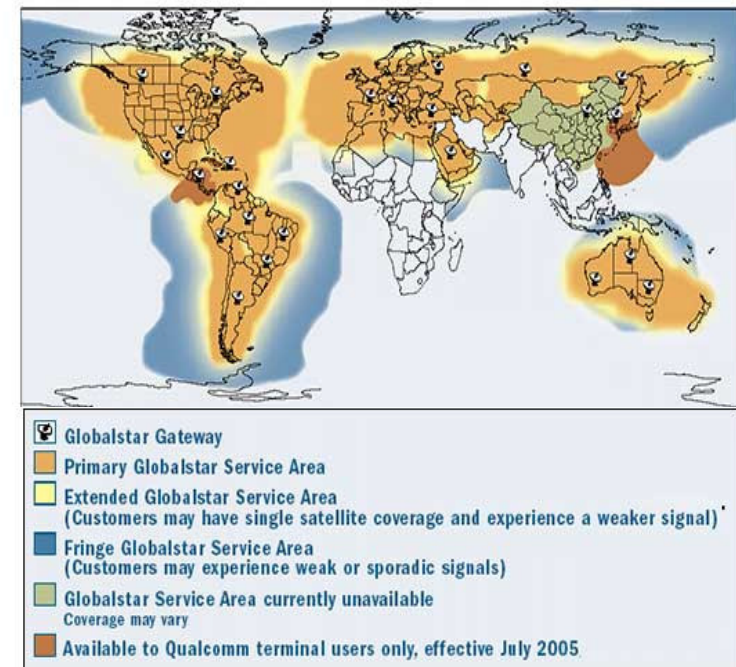 Globalstar Gateway
Primary Globalstar Service Area
Extended Globalstar Service Area
(Customers may have single satellite coverage and experience a weaker signal)
Fringe Globalstar Service Area
(Customers may experience weak or sporadic signals)
Globalstar Service Area currently unavailable
Coverage may vary
Available to Qualcomm terminal users only, effective July 2005